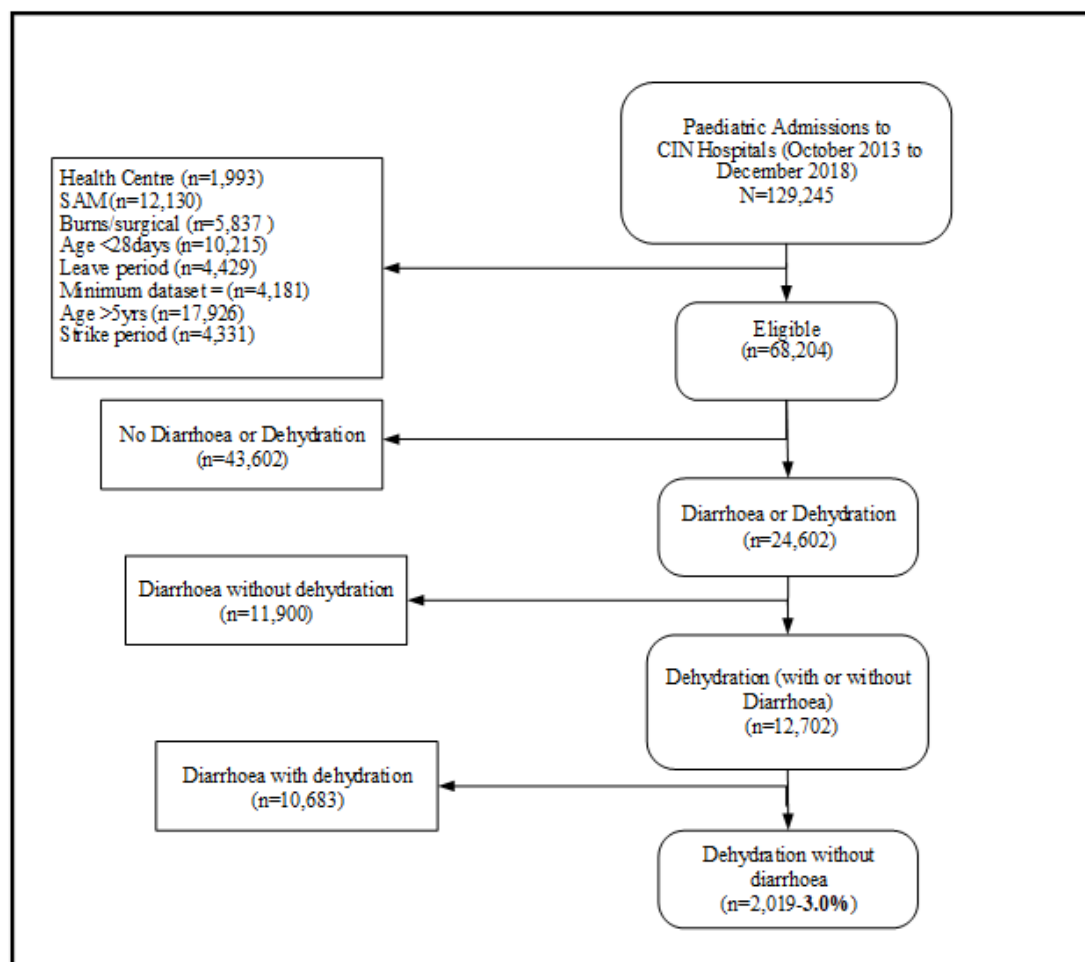 Paediatric Admissions to
CIN Hospitals (October 2013 to
December 2018)
N=129,245
Health Centre (n=1,993)
SAM(n=12,130)
Burns/surgical (n=5,837 )
Age <28days (n=10,215)
Leave period (n=4,429)
Minimum dataset = (n=4,181)
Age >5yrs (n=17,926)
Strike period (n=4,331)
Eligible
(n=68,204)
No Diarrhoea or Dehydration
(n=43,602)
Diarrhoea or Dehydration
(n=24,602)
Diarrhoea without dehydration
(n=11,900)
Dehydration (with or without
Diarrhoea)
(n=12,702)
Diarrhoea with dehydration
(n=10,683)
Dehydration without
diarrhoea
(n=2,019-3.0%)